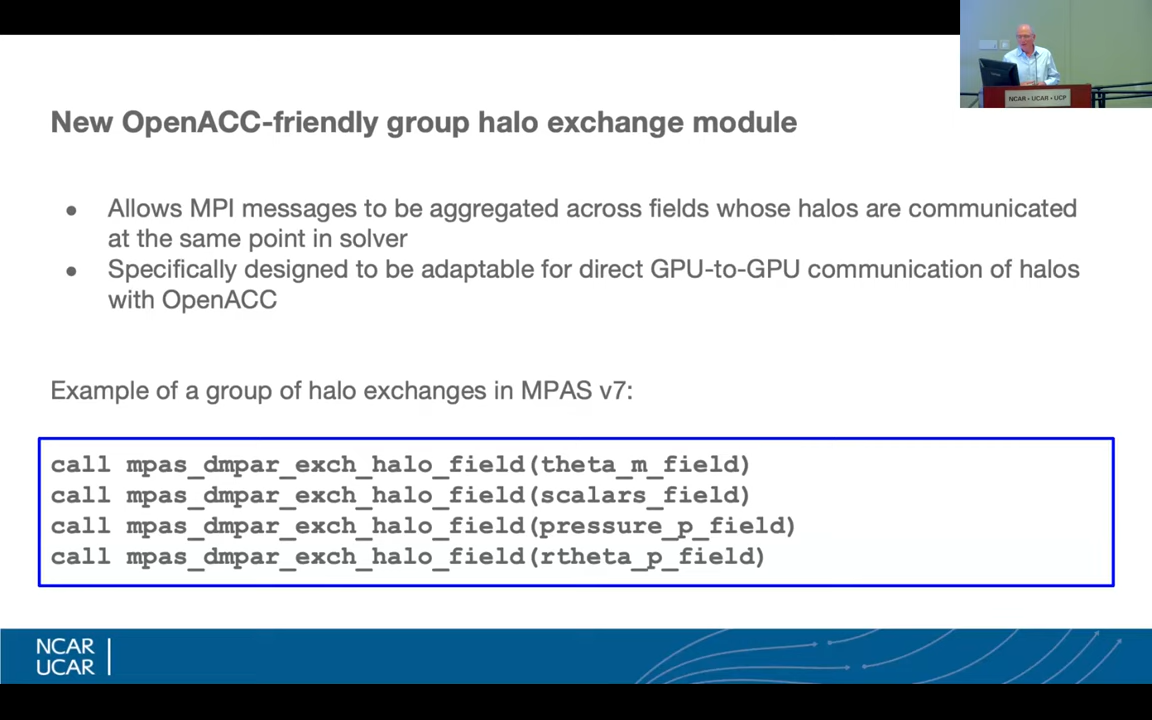 NCAR • UCAR • UCP
New OpenACC-friendly group halo exchange module
● Allows MPI messages to be aggregated across fields whose halos are communicated
at the same point in solver
● Specifically designed to be adaptable for direct GPU-to-GPU communication of halos
with OpenACC
Example of a group of halo exchanges in MPAS v7:
call mpas_dmpar_exch_halo_field(theta_m_field)
call mpas_dmpar_exch_halo_field(scalars_field)
call mpas_dmpar_exch_halo_field(pressure_p_field)
call mpas_dmpar_exch_halo_field(rtheta_p_field)
NCAR
UCAR